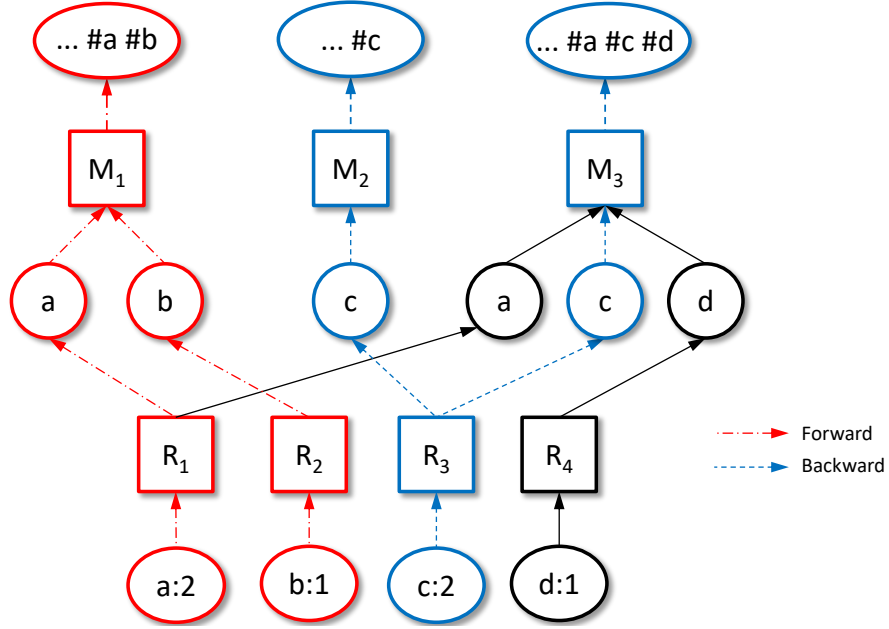 ... #a #b
... #c
... #a #c #d
M1
M2
M3
a
b
c
a
c
d
R1
R2
R3
R4
Forward
Backward
a:2
b:1
c:2
d:1